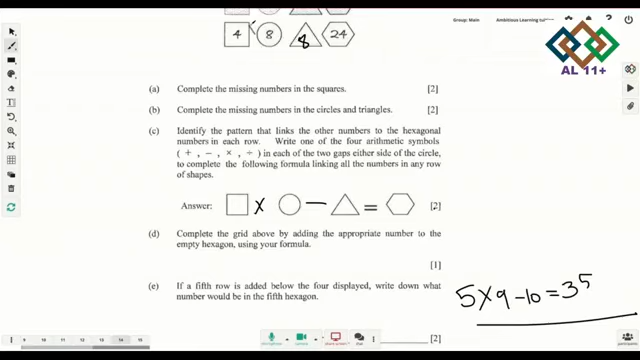 Group: Main
Ambitious Learning
AL 11+
4 8 8 24
(a) Complete the missing numbers in the squares. [2]
(b) Complete the missing numbers in the circles and triangles. [2]
(c) Identify the pattern that links the other numbers to the hexagonal
numbers in each row. Write one of the four arithmetic symbols
( + , − , × , ÷ ) in each of the two gaps either side of the circle,
to complete the following formula linking all the numbers in any row
of shapes.
Answer: × − = [2]
(d) Complete the grid above by adding the appropriate number to the
empty hexagon, using your formula.
[1]
(e) If a fifth row is added below the four displayed, write down what
number would be in the fifth hexagon.
5 × 9 - 10 = 35
[2]